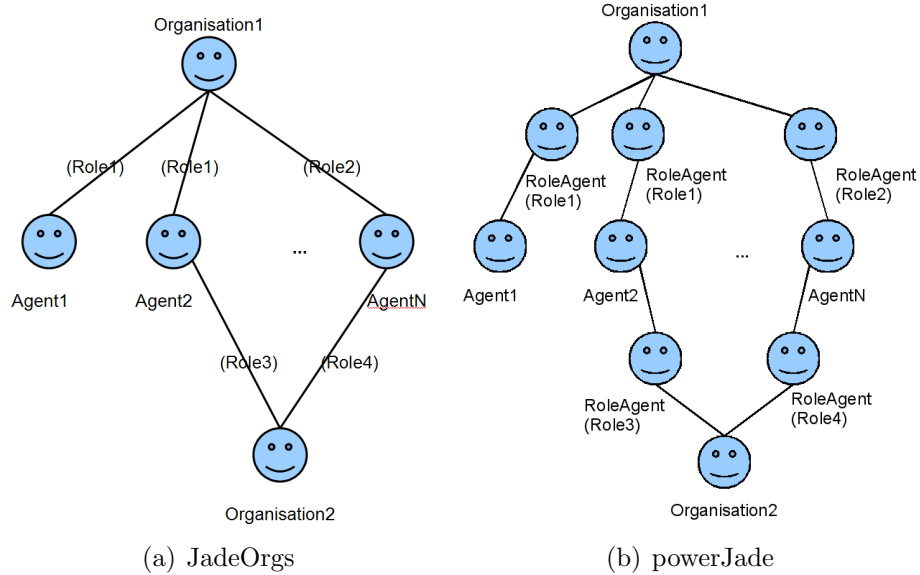 Organisation1
(Role1)
(Role1)
(Role2)
...
Agent1
Agent2
AgentN
(Role3)
(Role4)
Organisation2
(a) JadeOrgs
Organisation1
RoleAgent
(Role1)
RoleAgent
(Role1)
RoleAgent
(Role2)
...
Agent1
Agent2
AgentN
RoleAgent
(Role3)
RoleAgent
(Role4)
Organisation2
(b) powerJade